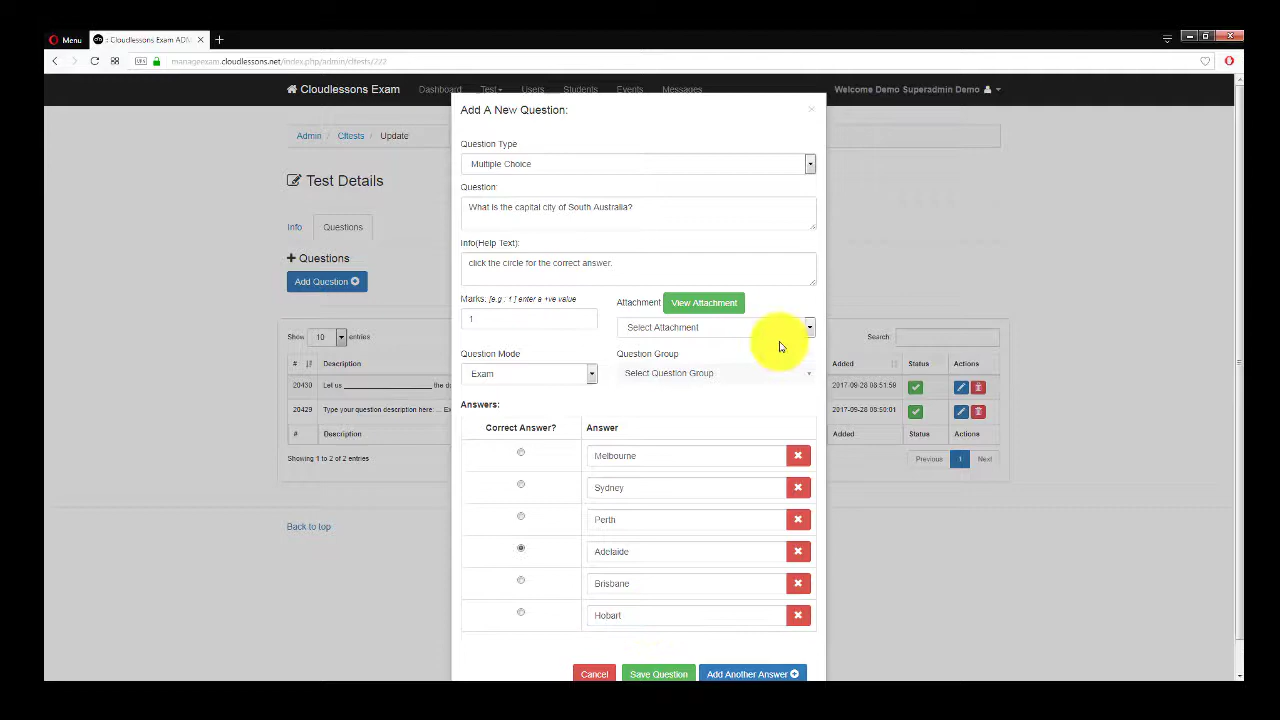 Menu
: Cloudlessons Exam ADM
manageexam.cloudlessons.net/index.php/admin/cltests/222
Cloudlessons Exam
Dashboard
Test
Users
Students
Events
Messages
Welcome Demo Superadmin Demo
Add A New Question:
Admin / Cltests / Update
Question Type
Multiple Choice
Test Details
Question:
What is the capital city of South Australia?
Info
Questions
Info(Help Text):
Questions
click the circle for the correct answer.
Add Question
Marks: [e.g.: 1 ] enter a +ve value
Attachment
View Attachment
1
Select Attachment
Show 10 entries
Search:
Question Mode
Question Group
Exam
Select Question Group
# Description
Added Status Actions
20430 Let us ____________________ the d
2017-09-28 08:51:59
20429 Type your question description here: ... E
2017-09-28 08:50:01
# Description
Added Status Actions
Showing 1 to 2 of 2 entries
Previous 1 Next
Answers:
Correct Answer? Answer
Melbourne
Sydney
Perth
Adelaide
Brisbane
Hobart
Back to top
Cancel
Save Question
Add Another Answer